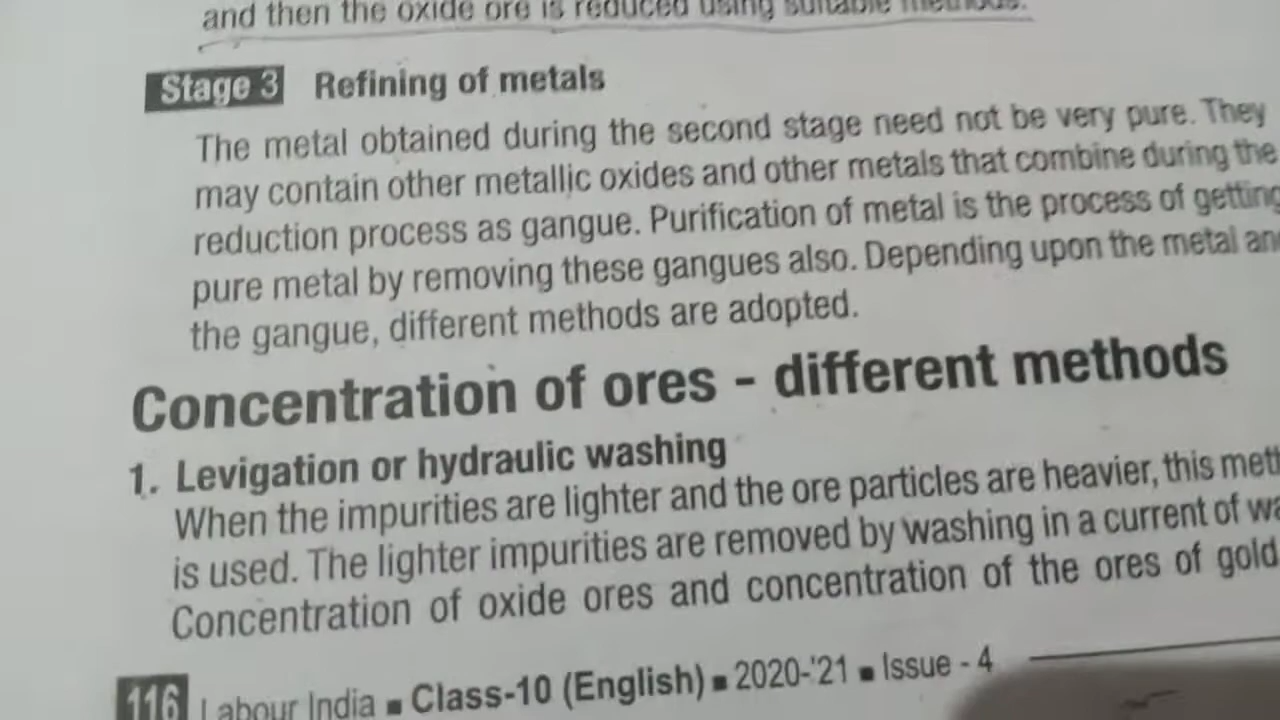 and then the oxide ore is reduced using suitable methods.
Stage 3 Refining of metals
The metal obtained during the second stage need not be very pure. They
may contain other metallic oxides and other metals that combine during the
reduction process as gangue. Purification of metal is the process of getting
pure metal by removing these gangues also. Depending upon the metal an
the gangue, different methods are adopted.
Concentration of ores - different methods
1. Levigation or hydraulic washing
When the impurities are lighter and the ore particles are heavier, this meth
is used. The lighter impurities are removed by washing in a current of wa
Concentration of oxide ores and concentration of the ores of gold
116 Labour India ■ Class-10 (English) ■ 2020-'21 ■ Issue - 4